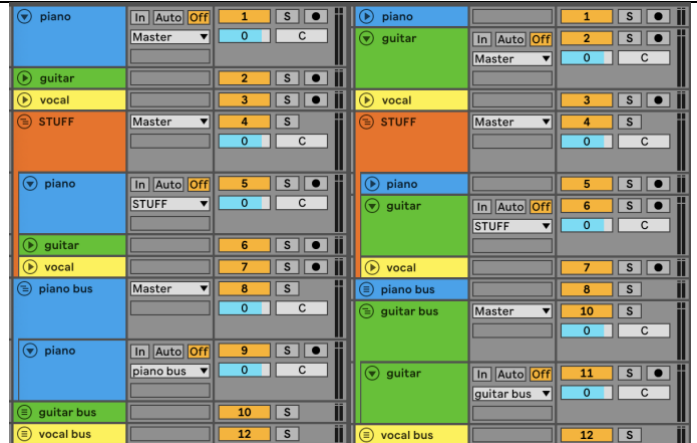 piano In Auto Off 1 S
Master 0 C
guitar 2 S
vocal 3 S
STUFF Master 4 S
0 C
piano In Auto Off 5 S
STUFF 0 C
guitar 6 S
vocal 7 S
piano bus Master 8 S
0 C
piano In Auto Off 9 S
piano bus 0 C
guitar bus 10 S
vocal bus 12 S
piano 1 S
guitar In Auto Off 2 S
Master 0 C
vocal 3 S
STUFF Master 4 S
0 C
piano 5 S
guitar In Auto Off 6 S
STUFF 0 C
vocal 7 S
piano bus 8 S
guitar bus Master 10 S
0 C
guitar In Auto Off 11 S
guitar bus 0 C
vocal bus 12 S